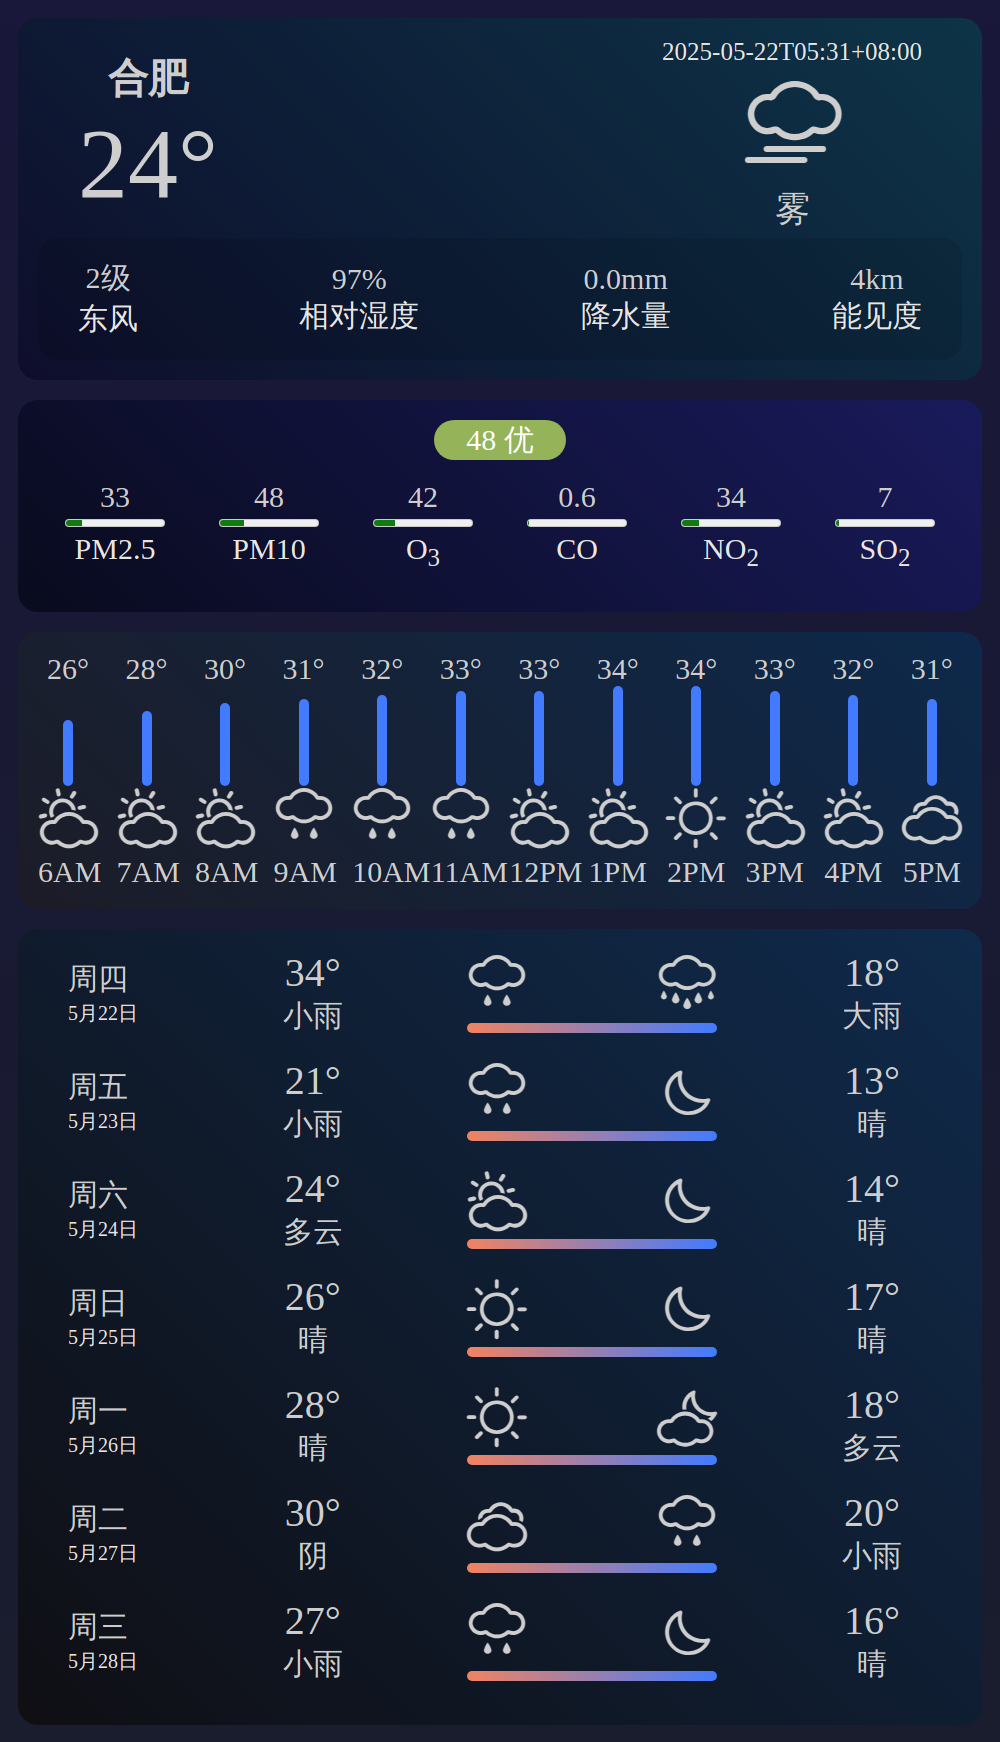 合肥
24°
2025-05-22T05:31+08:00
雾
2级 97% 0.0mm 4km
东风 相对湿度 降水量 能见度
48 优
33 48 42 0.6 34 7
PM2.5 PM10 O3 CO NO2 SO2
26° 28° 30° 31° 32° 33° 33° 34° 34° 33° 32° 31°
6AM 7AM 8AM 9AM 10AM 11AM 12PM 1PM 2PM 3PM 4PM 5PM
周四 34° 18°
5月22日 小雨 大雨
周五 21° 13°
5月23日 小雨 晴
周六 24° 14°
5月24日 多云 晴
周日 26° 17°
5月25日 晴 晴
周一 28° 18°
5月26日 晴 多云
周二 30° 20°
5月27日 阴 小雨
周三 27° 16°
5月28日 小雨 晴